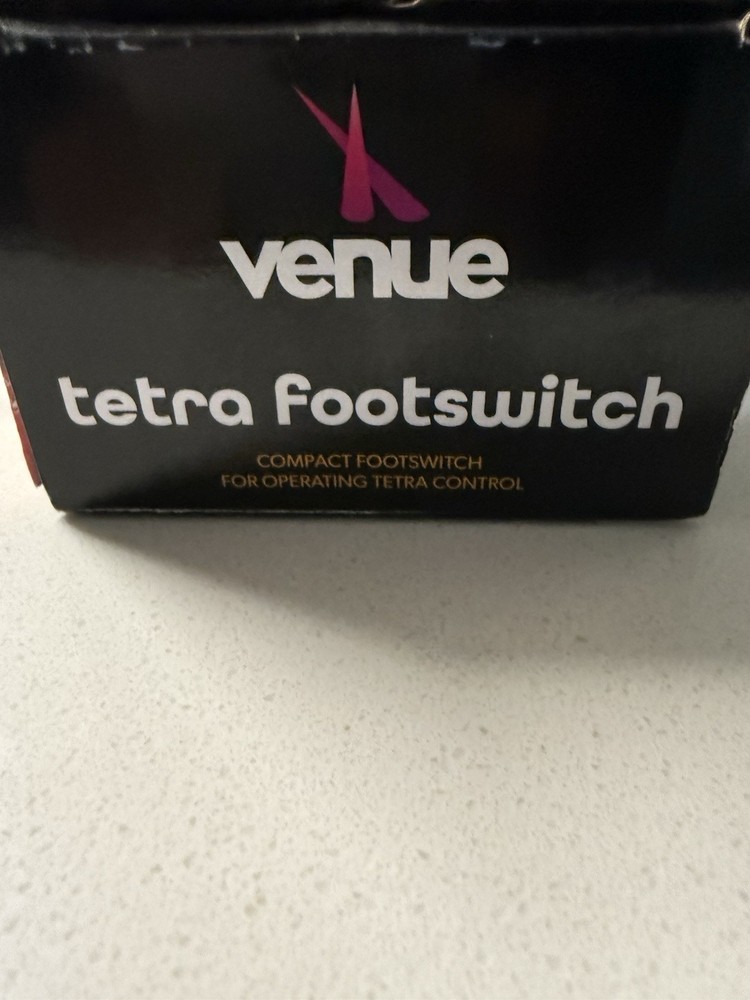 venue
tetra footswitch
COMPACT FOOTSWITCH
FOR OPERATING TETRA CONTROL